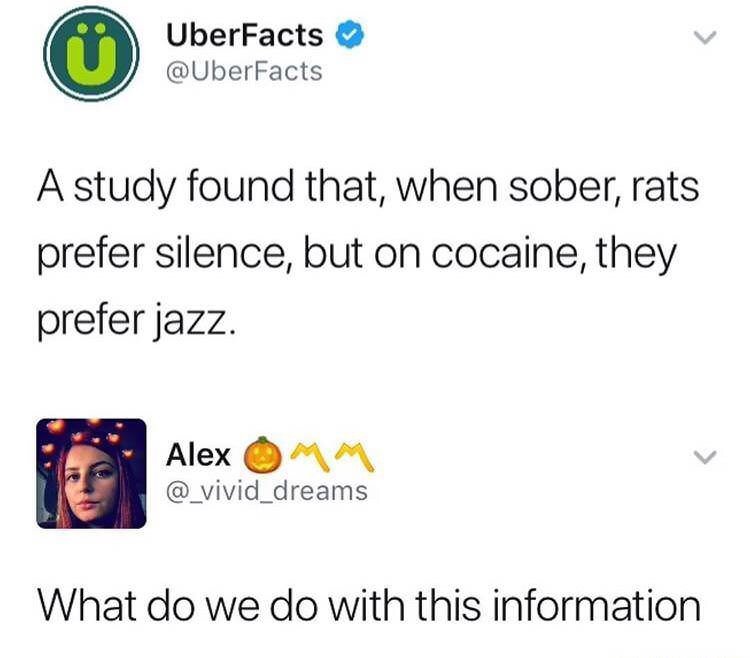 UberFacts
@UberFacts
A study found that, when sober, rats
prefer silence, but on cocaine, they
prefer jazz.
Alex 🎃〽️〽️
@_vivid_dreams
What do we do with this information